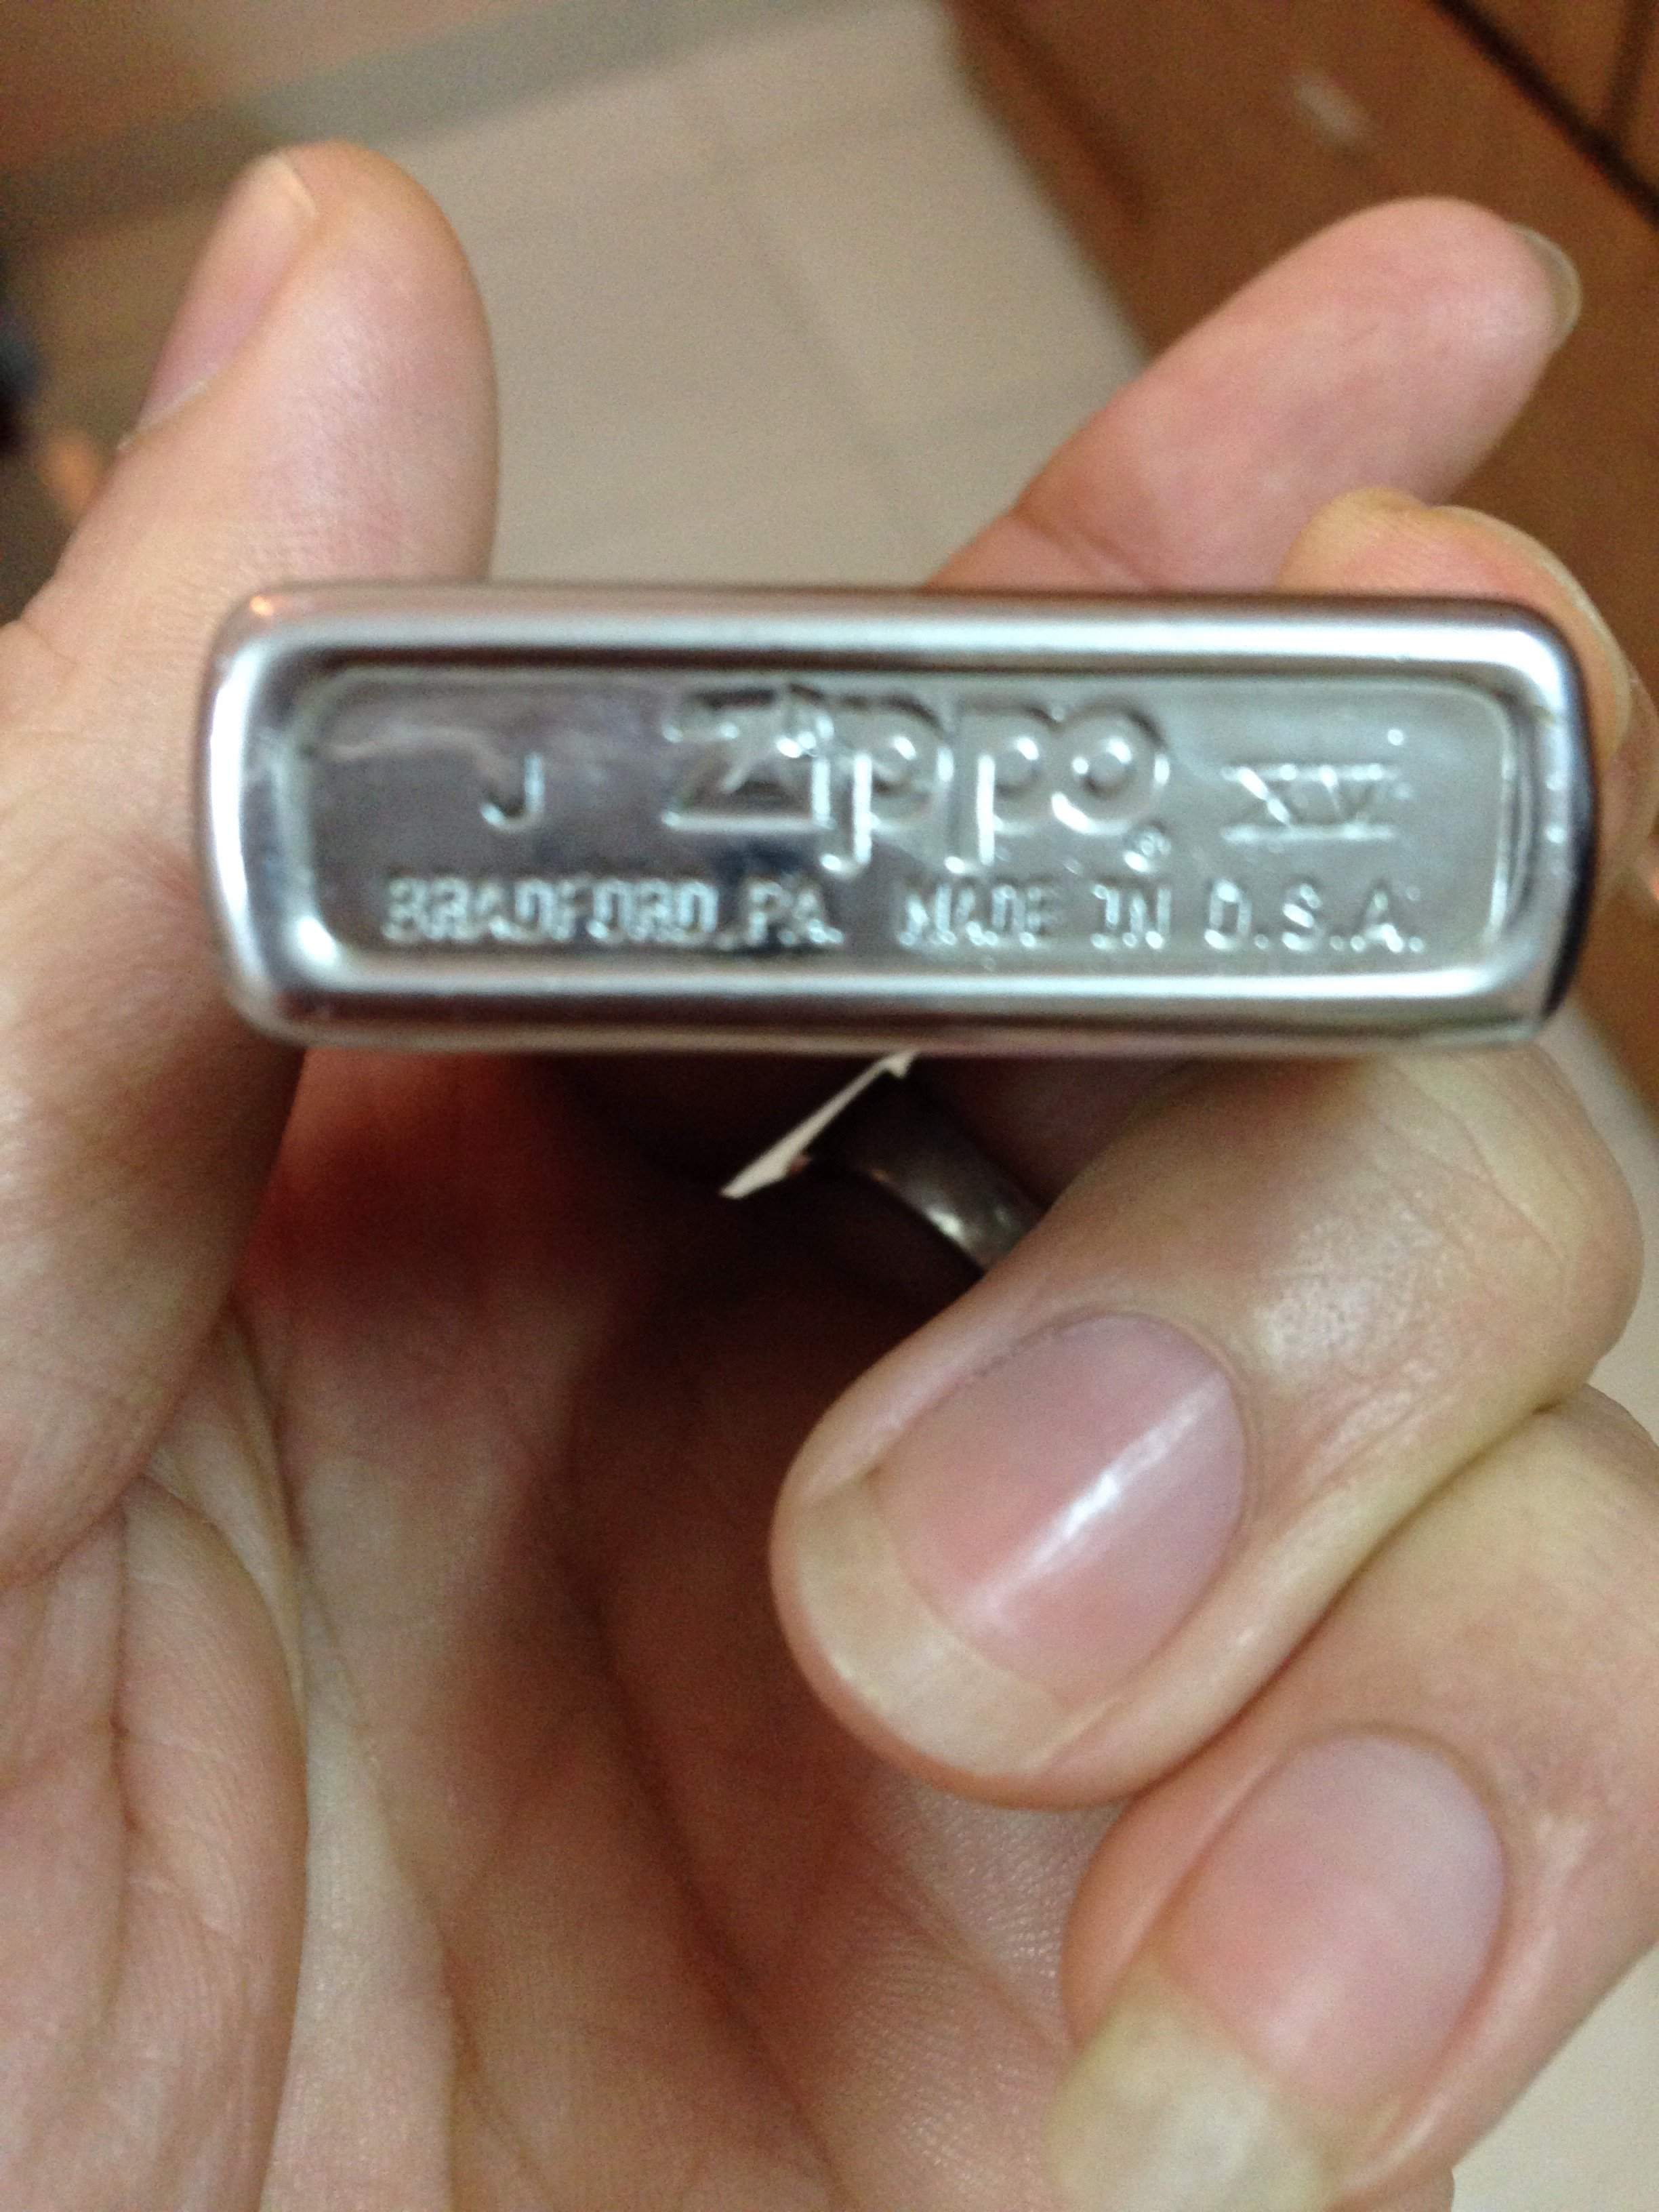 J Zippo® XV
BRADFORD, PA. MADE IN U.S.A.